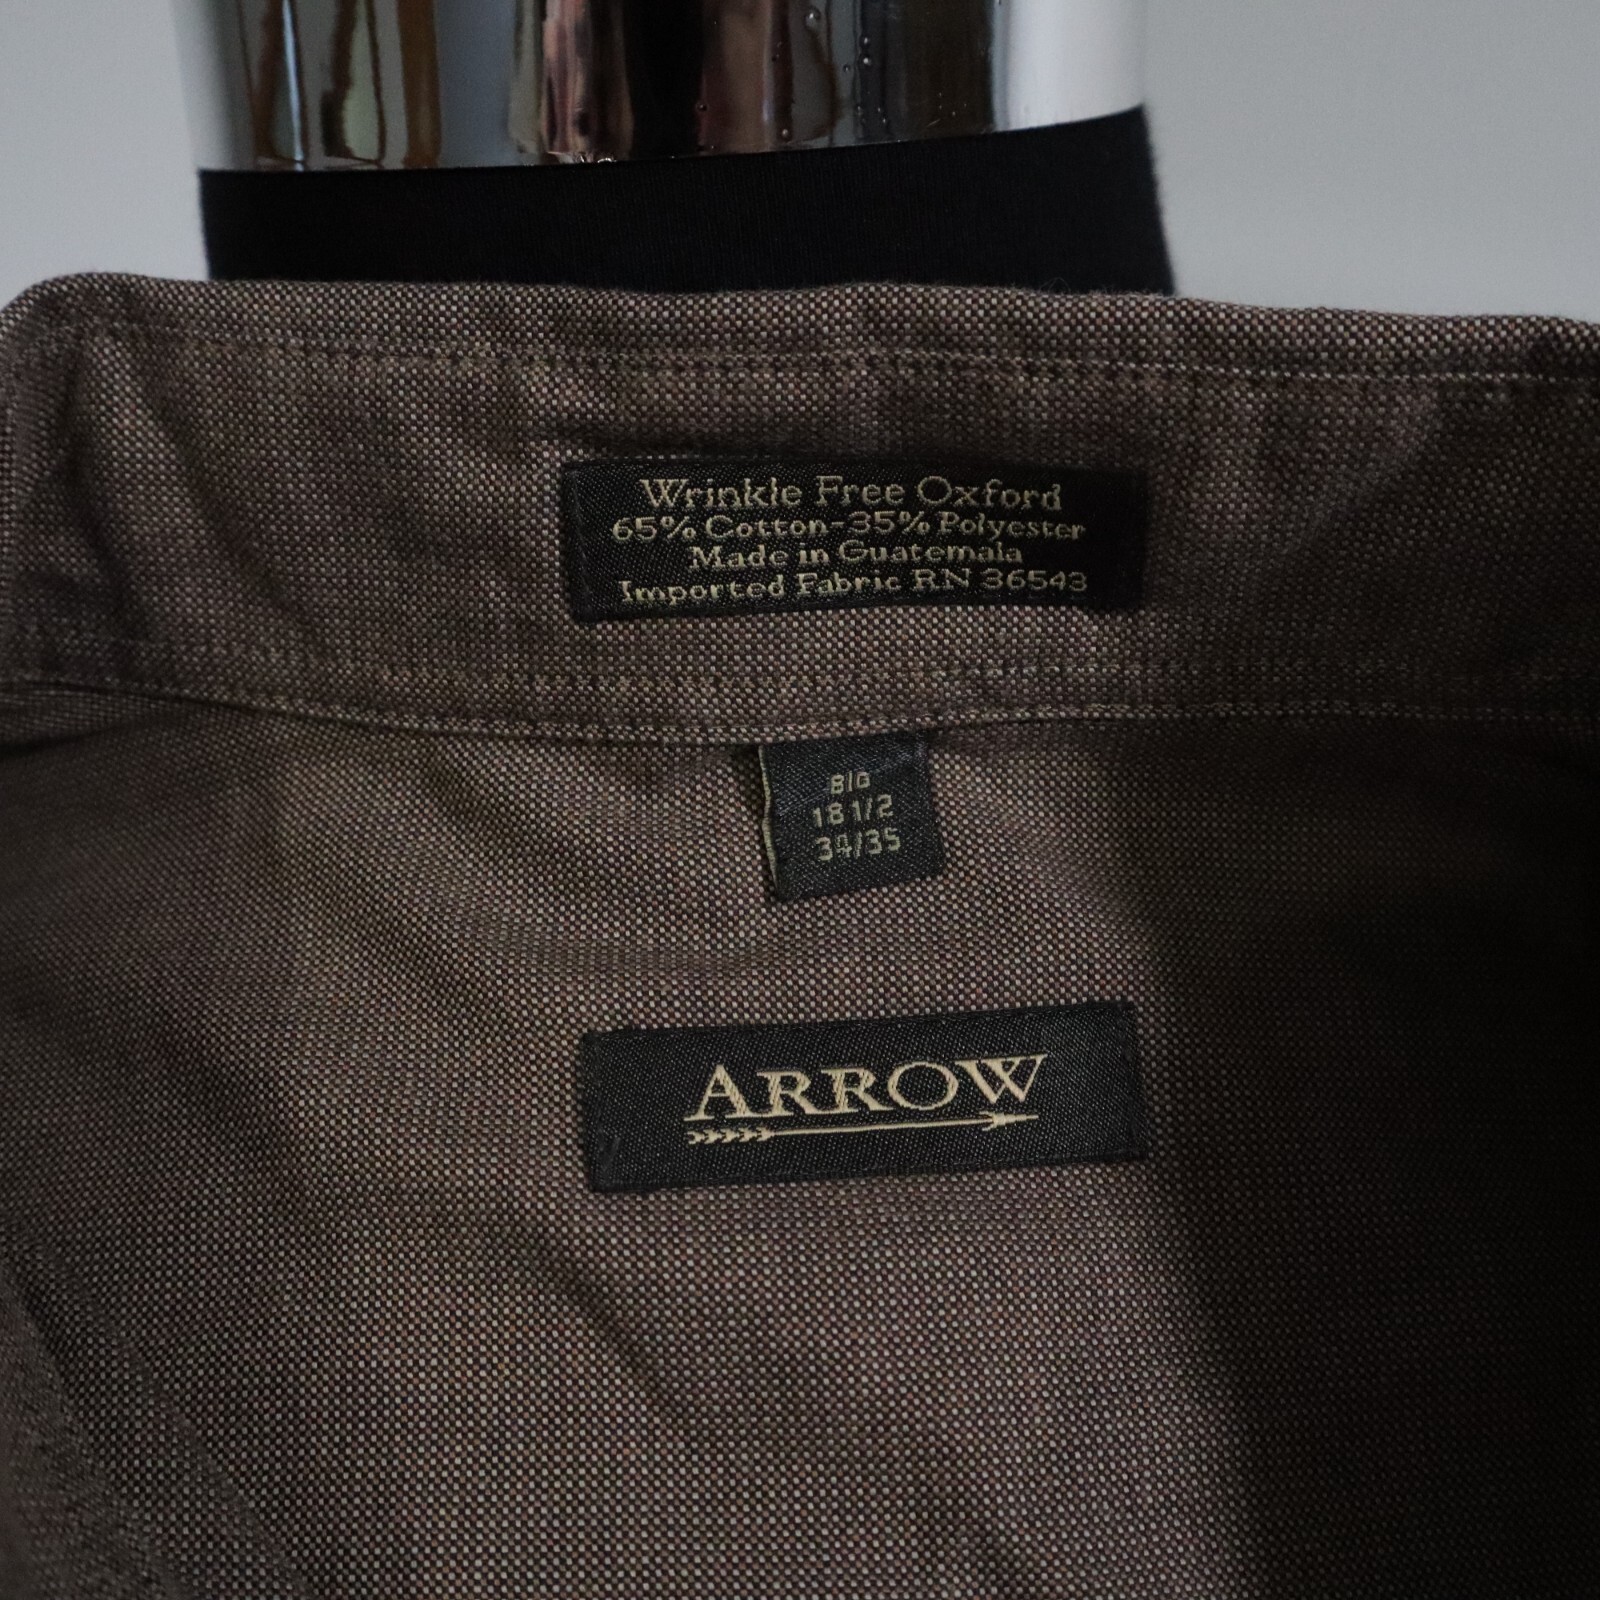 Wrinkle Free Oxford
65% Cotton-35% Polyester
Made in Guatemala
Imported Fabric RN 36543
BIG
18 1/2
34/35
ARROW